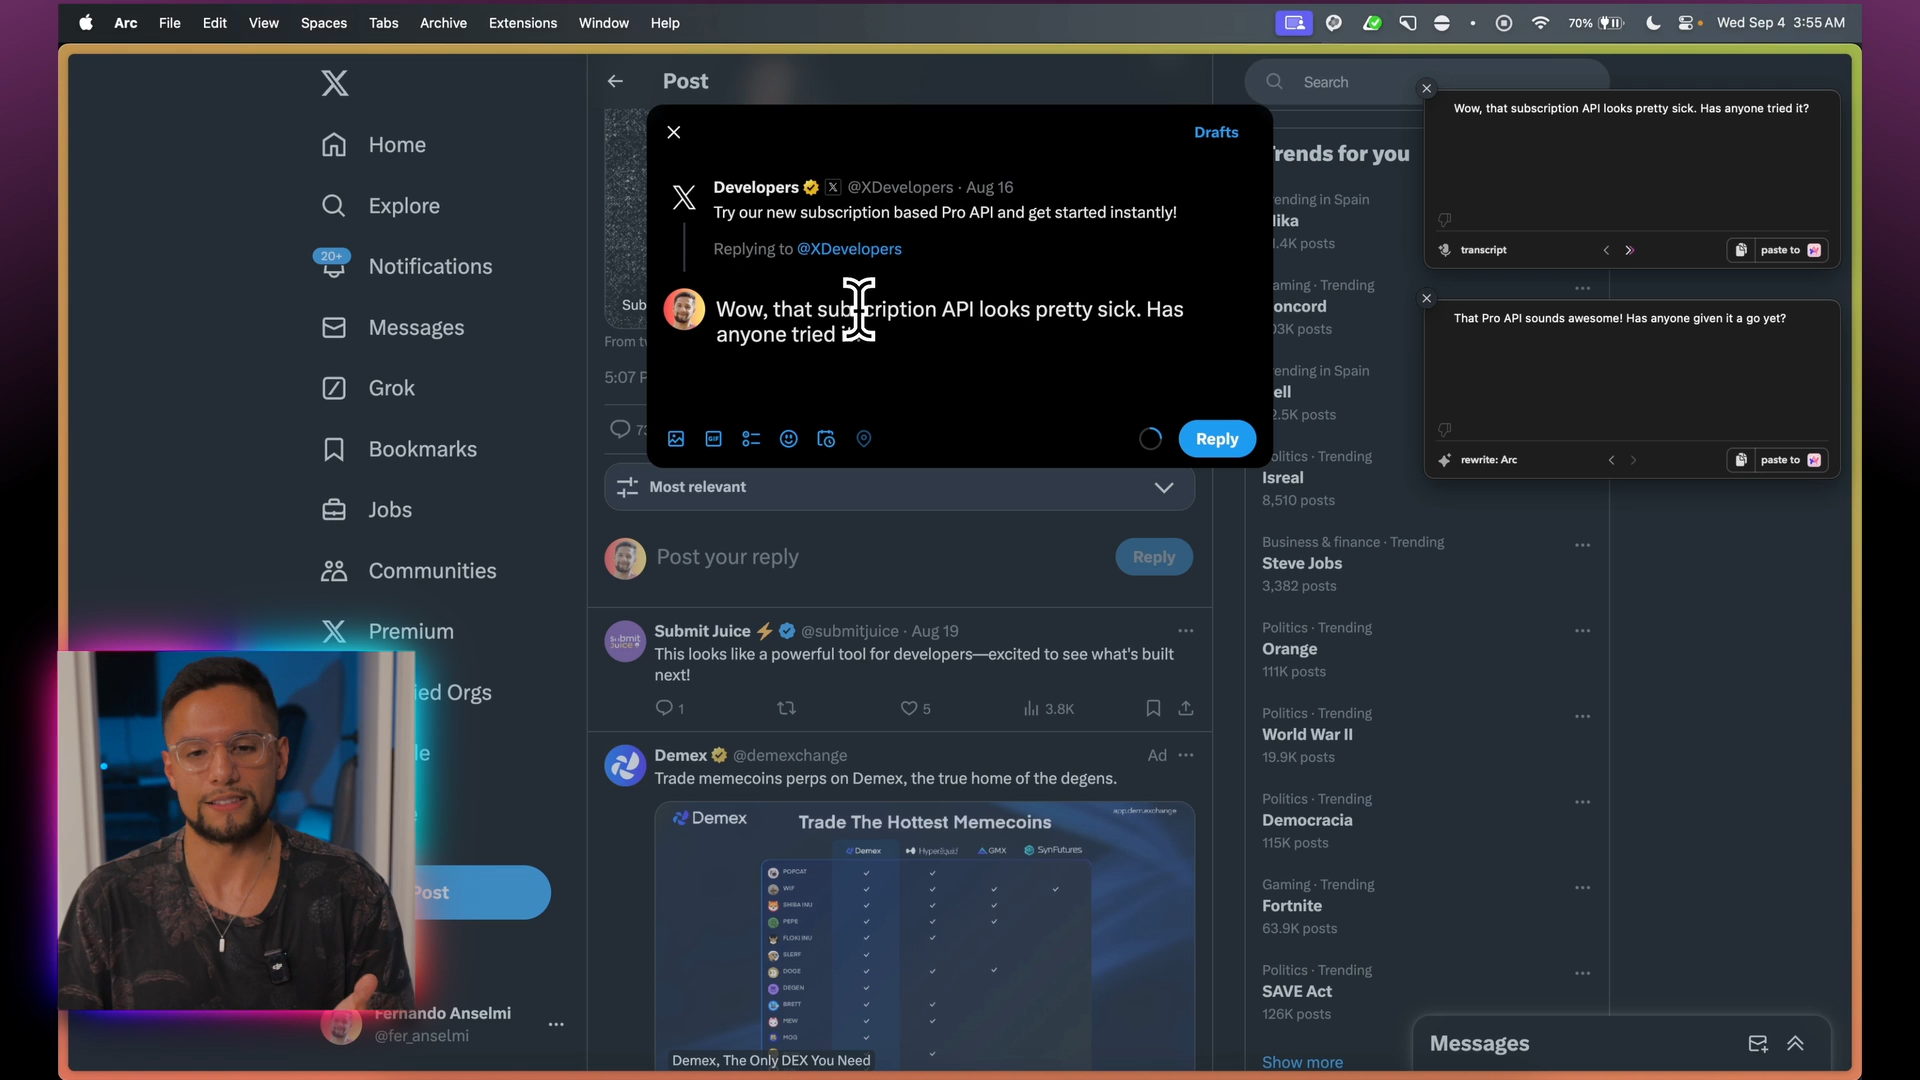 Arc File Edit View Spaces Tabs Archive Extensions Window Help
70% Wed Sep 4 3:55 AM
Home
Explore
20+
Notifications
Messages
Grok
Bookmarks
Jobs
Communities
Premium
ied Orgs
Post
Fernando Anselmi
@fer_anselmi
Post
Drafts
Developers @XDevelopers · Aug 16
Try our new subscription based Pro API and get started instantly!
Replying to @XDevelopers
Wow, that subscription API looks pretty sick. Has
anyone tried
GIF
Reply
Sub
From tw
5:07 P
Most relevant
Post your reply
Reply
Submit Juice @submitjuice · Aug 19
This looks like a powerful tool for developers—excited to see what's built
next!
1 5 3.8K
Demex @demexchange Ad
Trade memecoins perps on Demex, the true home of the degens.
Demex Trade The Hottest Memecoins app.dem.exchange
Demex Hyperliquid GMX SynFutures
POPCAT
WIF
SHIBA INU
PEPE
FLOKI INU
SLERF
DOGE
DEGEN
BRETT
MEW
MOG
Demex, The Only DEX You Need
Search
Trends for you
ending in Spain
1.4K posts
aming · Trending
oncord
03K posts
ending in Spain
ell
2.5K posts
olitics · Trending
Isreal
8,510 posts
Business & finance · Trending
Steve Jobs
3,382 posts
Politics · Trending
Orange
111K posts
Politics · Trending
World War II
19.9K posts
Politics · Trending
Democracia
115K posts
Gaming · Trending
Fortnite
63.9K posts
Politics · Trending
SAVE Act
126K posts
Show more
Wow, that subscription API looks pretty sick. Has anyone tried it?
transcript paste to
That Pro API sounds awesome! Has anyone given it a go yet?
rewrite: Arc paste to
Messages